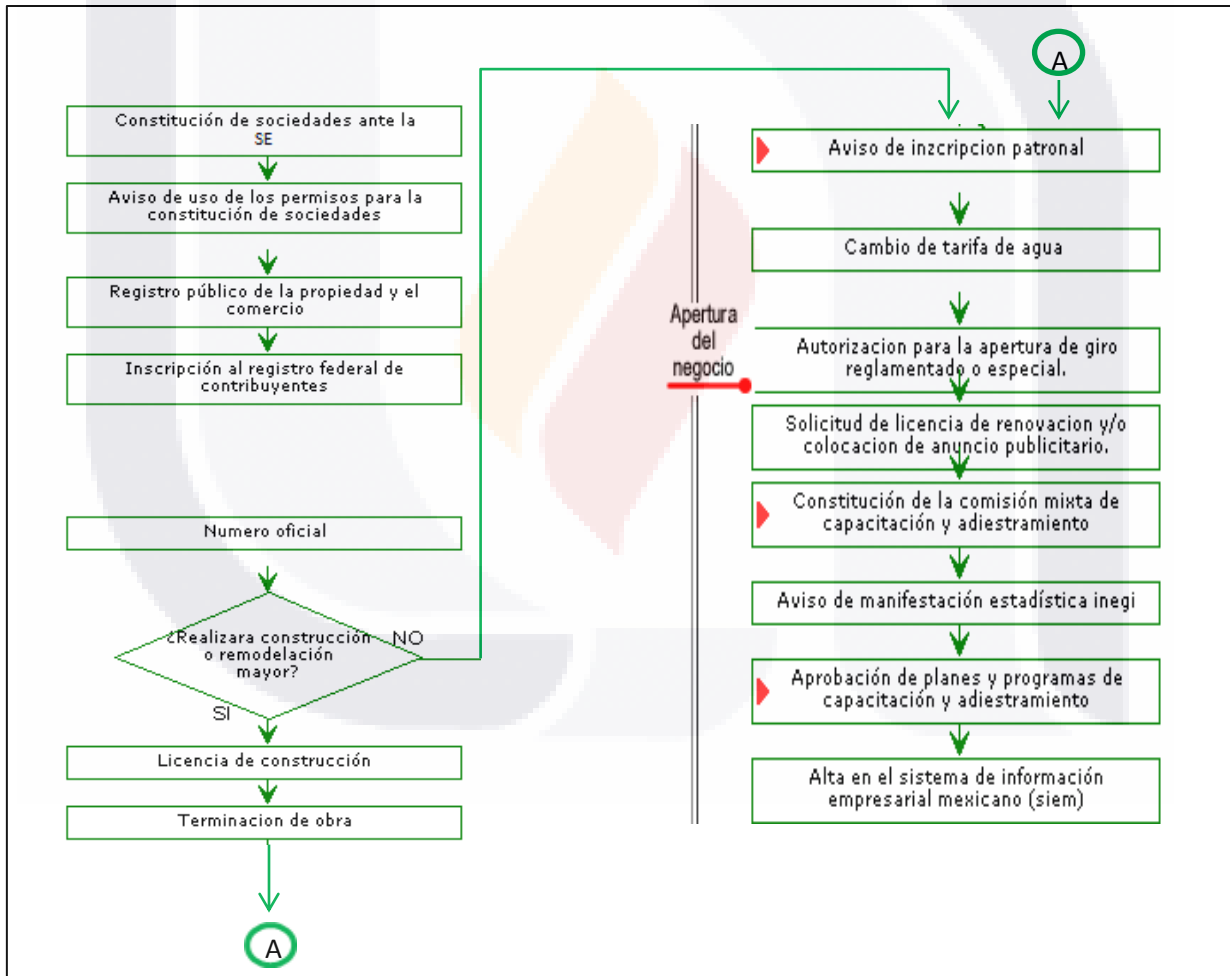 Constitución de sociedades ante la
SE
Aviso de uso de los permisos para la
constitución de sociedades
Registro público de la propiedad y el
comercio
Inscripción al registro federal de
contribuyentes
Numero oficial
¿Realizara construcción
o remodelación
mayor?
NO
SI
Licencia de construcción
Terminacion de obra
A
A
Aviso de inzcripcion patronal
Cambio de tarifa de agua
Apertura
del
negocio
Autorizacion para la apertura de giro
reglamentado o especial.
Solicitud de licencia de renovacion y/o
colocacion de anuncio publicitario.
Constitución de la comisión mixta de
capacitación y adiestramiento
Aviso de manifestación estadística inegi
Aprobación de planes y programas de
capacitación y adiestramiento
Alta en el sistema de información
empresarial mexicano (siem)